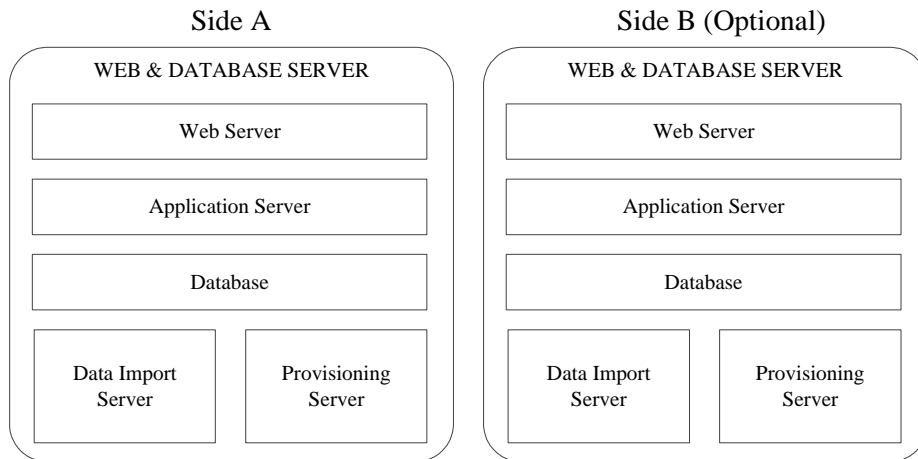 Side A
WEB & DATABASE SERVER
Web Server
Application Server
Database
Data Import
Server
Provisioning
Server
Side B (Optional)
WEB & DATABASE SERVER
Web Server
Application Server
Database
Data Import
Server
Provisioning
Server